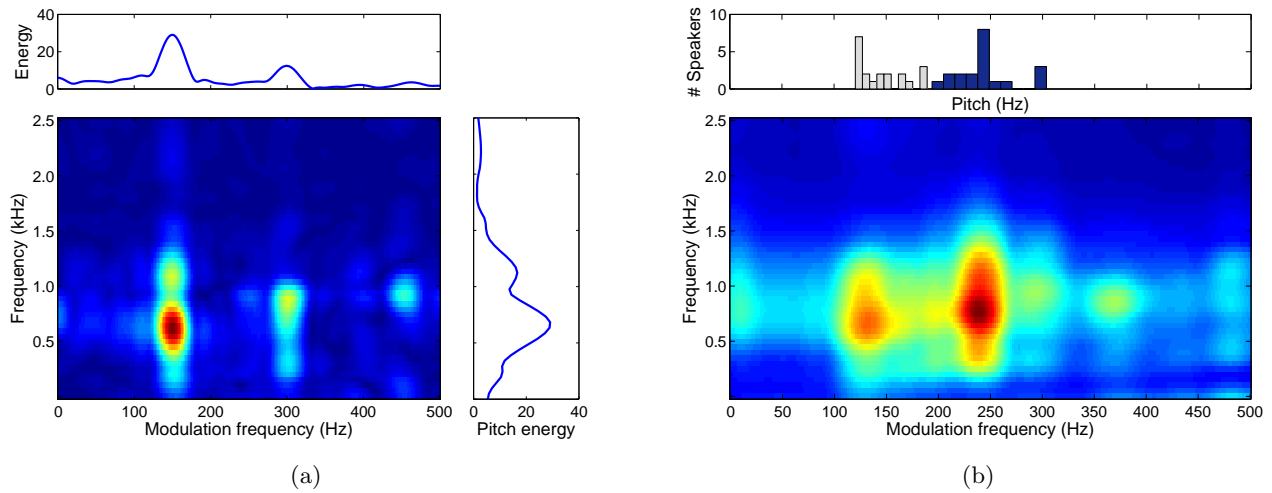 40
20
0
Energy
2.5
2.0
1.5
1.0
0.5
Frequency (kHz)
0 100 200 300 400 500
Modulation frequency (Hz)
0 20 40
Pitch energy
(a)
10
5
0
# Speakers
Pitch (Hz)
2.5
2.0
1.5
1.0
0.5
Frequency (kHz)
0 50 100 150 200 250 300 350 400 450 500
Modulation frequency (Hz)
(b)